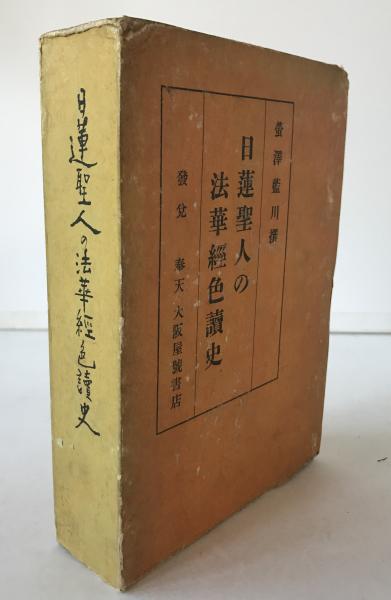 螢澤藍川撰
日蓮聖人の
法華經色讀史
發兌 奉天 大阪屋號書店
日蓮聖人の法華經色讀史